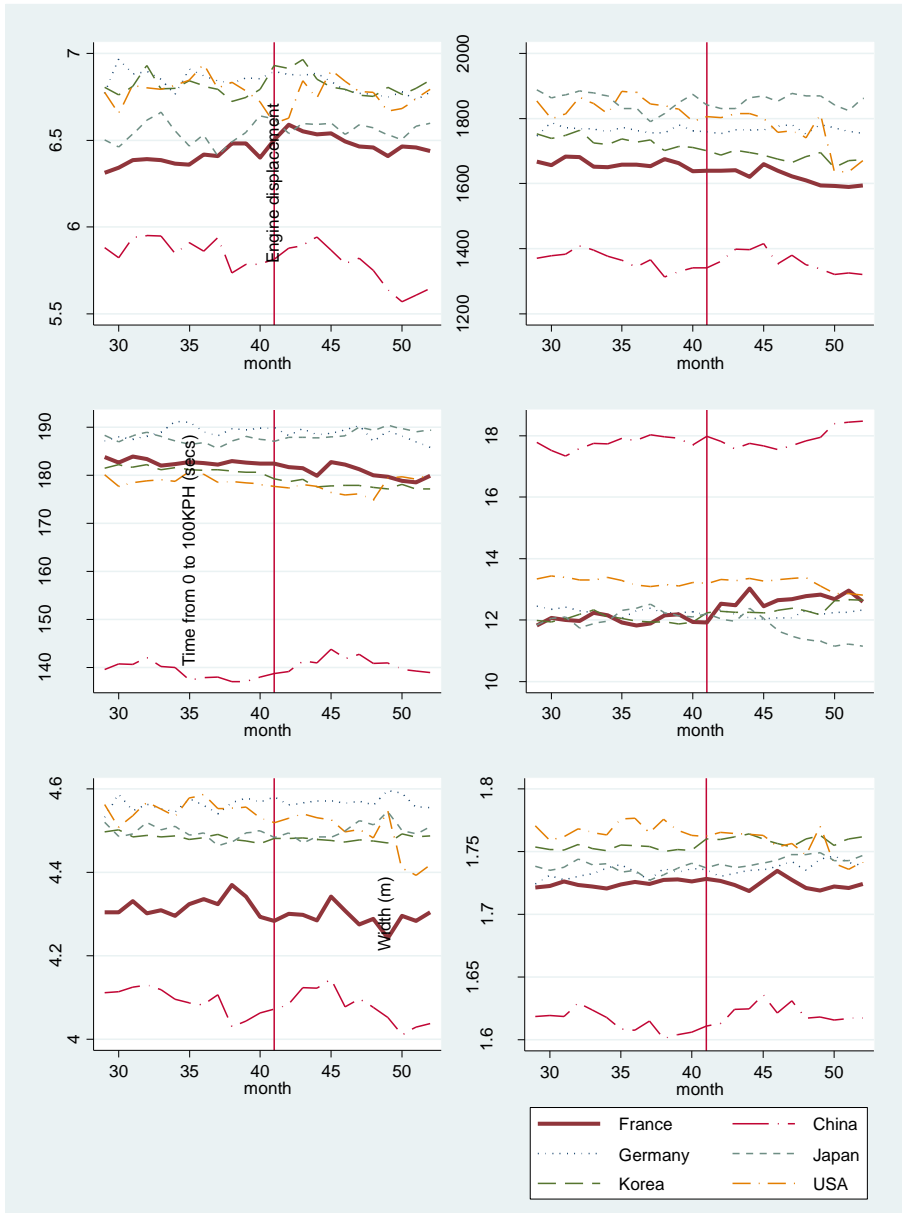 7
6.5
6
5.5
Engine displacement
30 35 40 45 50
month
2000
1800
1600
1400
1200
30 35 40 45 50
month
190
180
170
160
150
140
Time from 0 to 100KPH (secs)
30 35 40 45 50
month
18
16
14
12
10
30 35 40 45 50
month
4.6
4.4
4.2
4
Width (m)
30 35 40 45 50
month
1.8
1.75
1.7
1.65
1.6
30 35 40 45 50
month
France China
Germany Japan
Korea USA